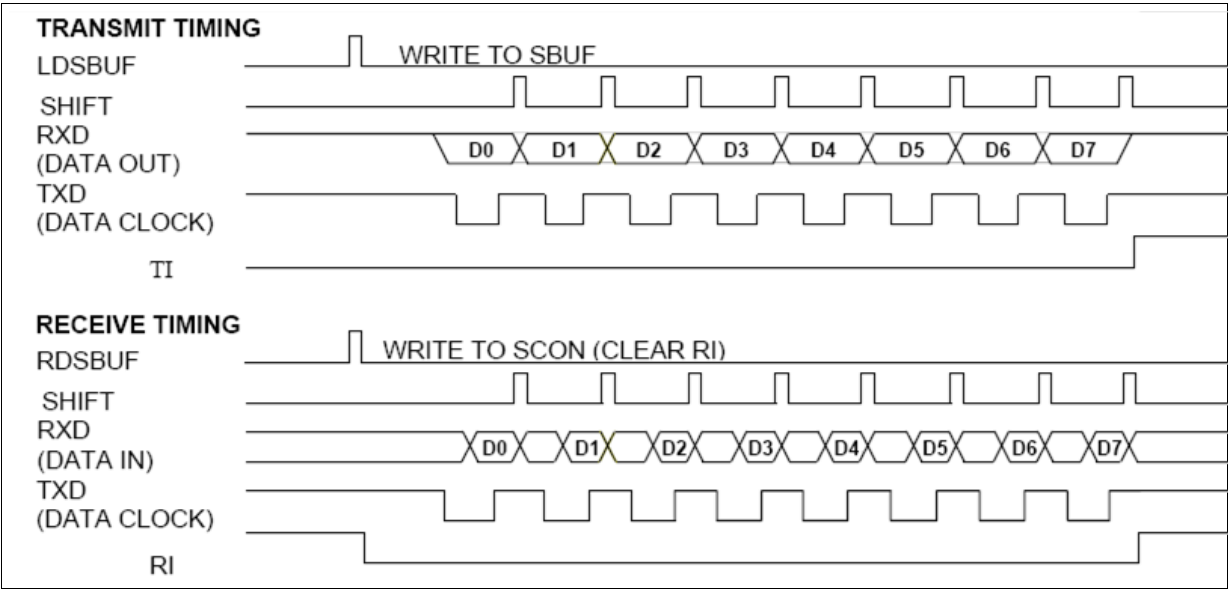 TRANSMIT TIMING
LDSBUF
WRITE TO SBUF
SHIFT
RXD
(DATA OUT)
D0 D1 D2 D3 D4 D5 D6 D7
TXD
(DATA CLOCK)
TI
RECEIVE TIMING
RDSBUF
WRITE TO SCON (CLEAR RI)
SHIFT
RXD
(DATA IN)
D0 D1 D2 D3 D4 D5 D6 D7
TXD
(DATA CLOCK)
RI